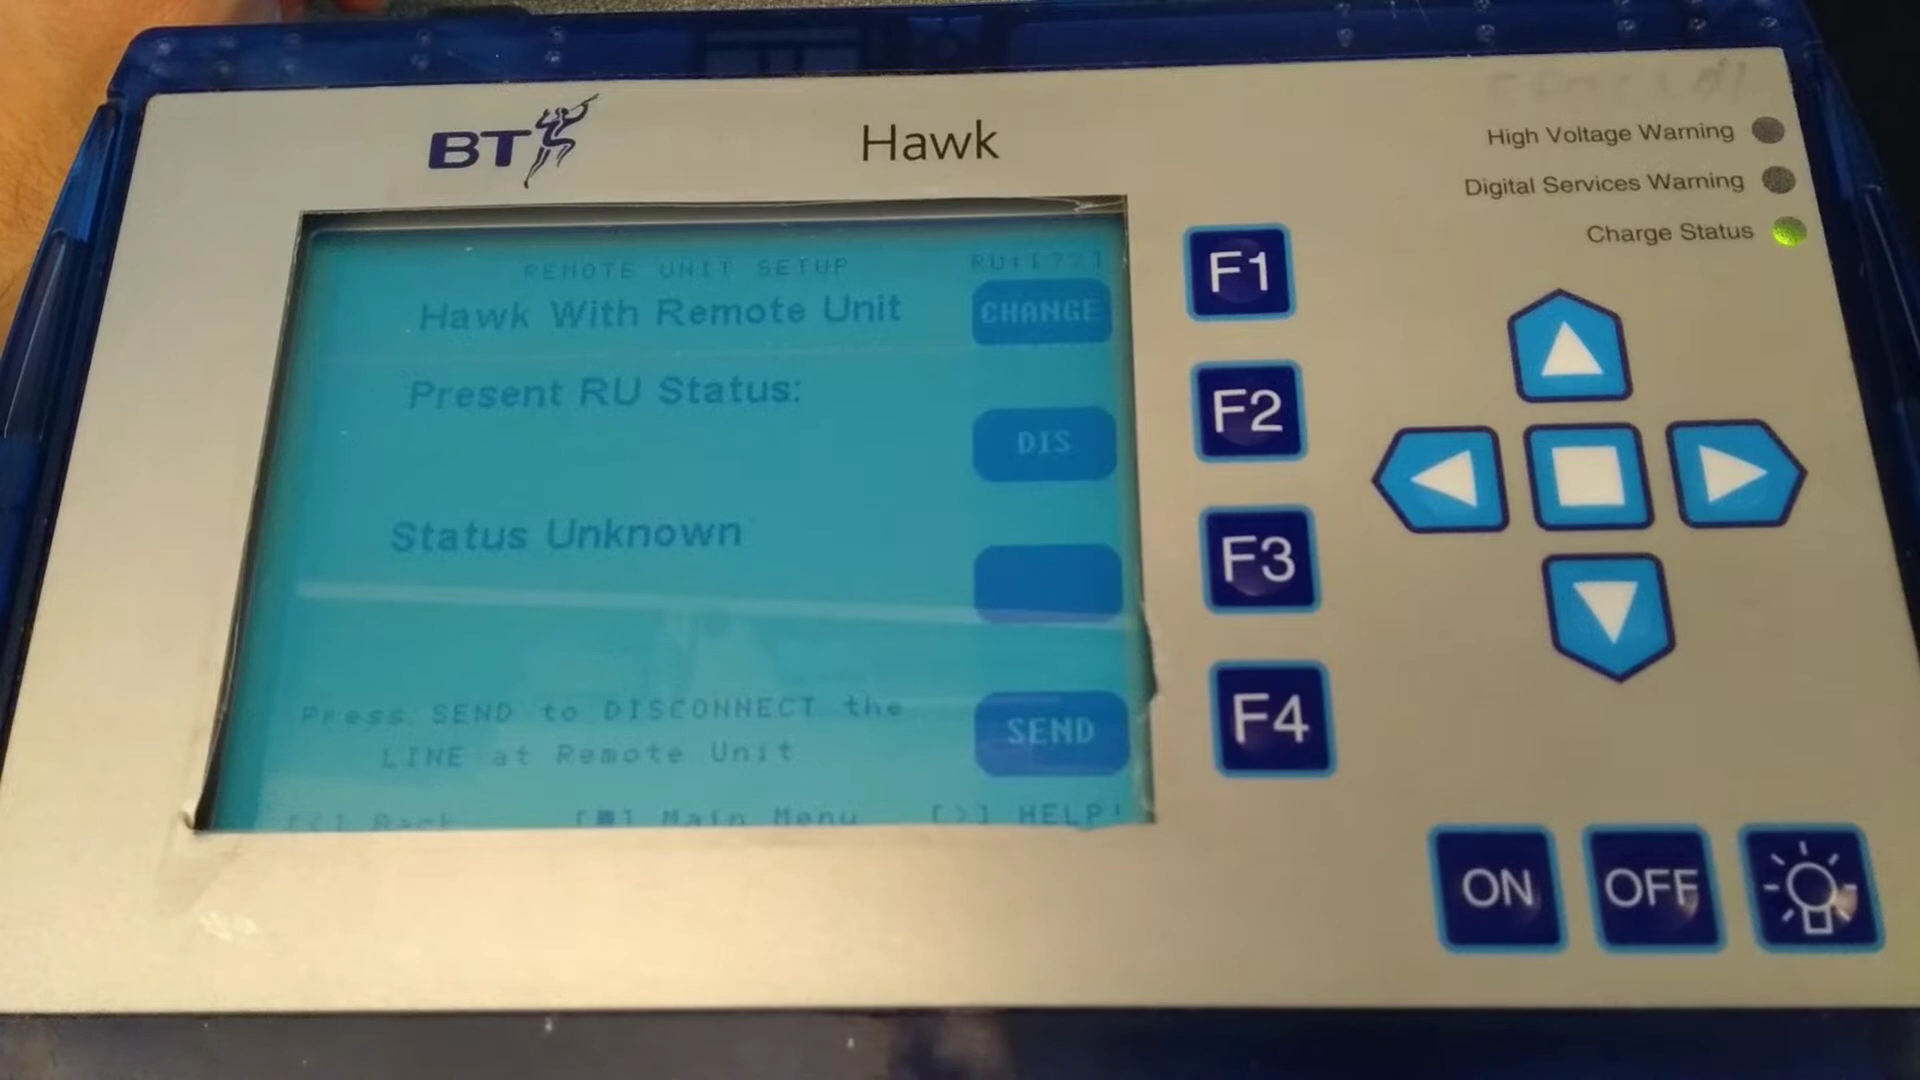 BT
Hawk
High Voltage Warning
Digital Services Warning
Charge Status
REMOTE UNIT SETUP RU:[??]
Hawk With Remote Unit CHANGE
Present RU Status:
DIS
Status Unknown
Press SEND to DISCONNECT the
LINE at Remote Unit
SEND
[<] Back [■] Main Menu [>] HELP!
F1
F2
F3
F4
ON OFF